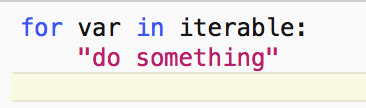 for var in iterable:
    "do something"